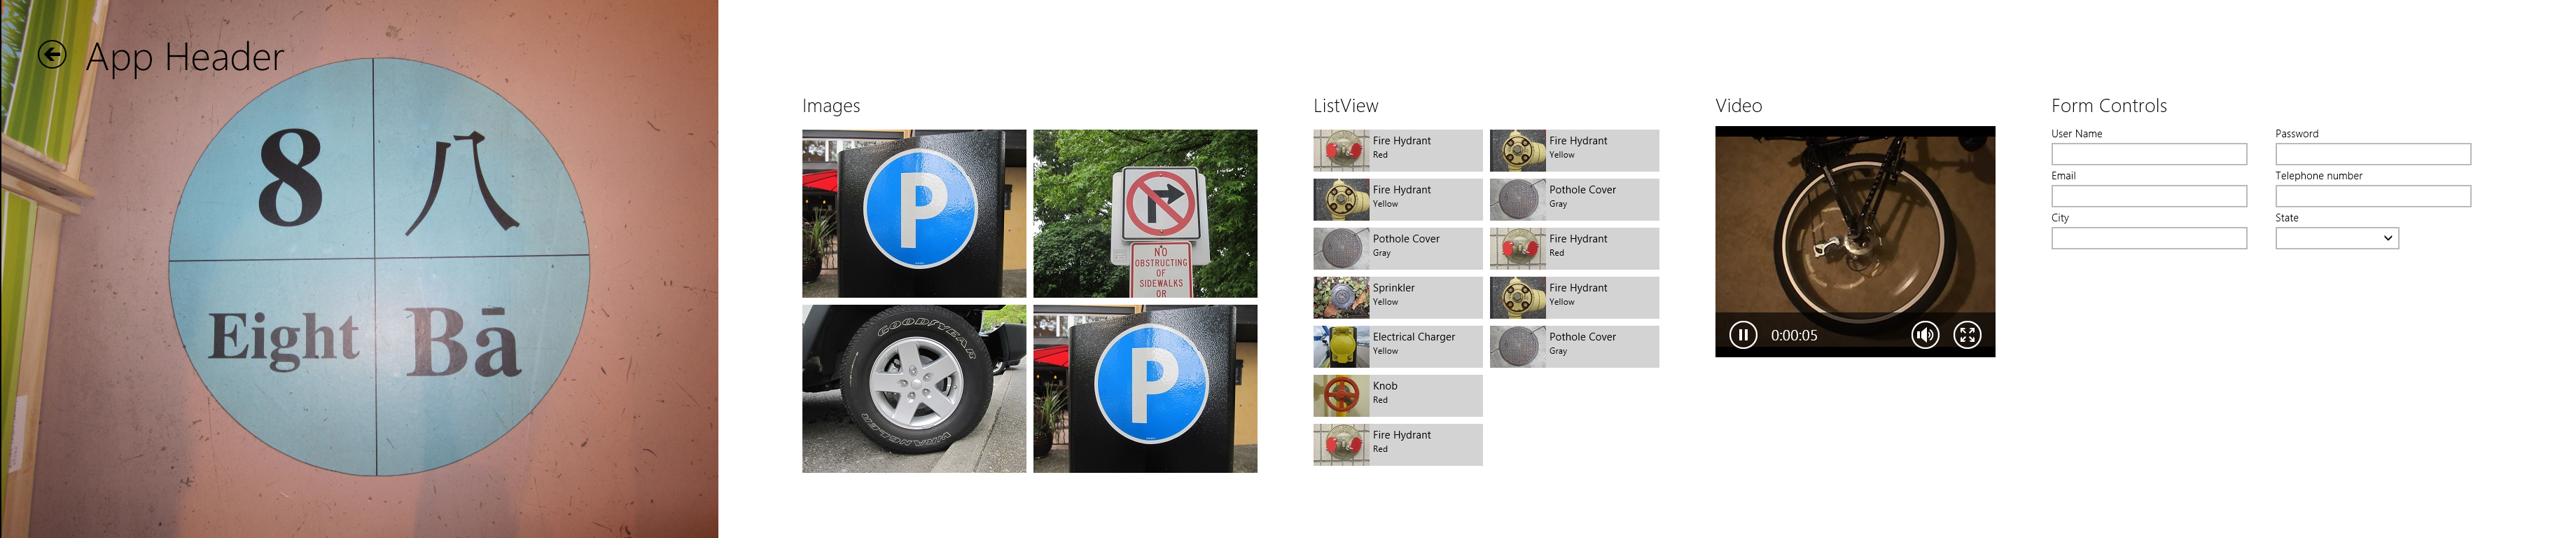 App Header
8 八
Eight Bā
Images
P
NO
OBSTRUCTING
OF
SIDEWALKS
OR
GOODYEAR
WRANGLER
P
ListView
Fire Hydrant
Red
Fire Hydrant
Yellow
Pothole Cover
Gray
Sprinkler
Yellow
Electrical Charger
Yellow
Knob
Red
Fire Hydrant
Red
Fire Hydrant
Yellow
Pothole Cover
Gray
Fire Hydrant
Red
Fire Hydrant
Yellow
Pothole Cover
Gray
Video
0:00:05
Form Controls
User Name
Password
Email
Telephone number
City
State